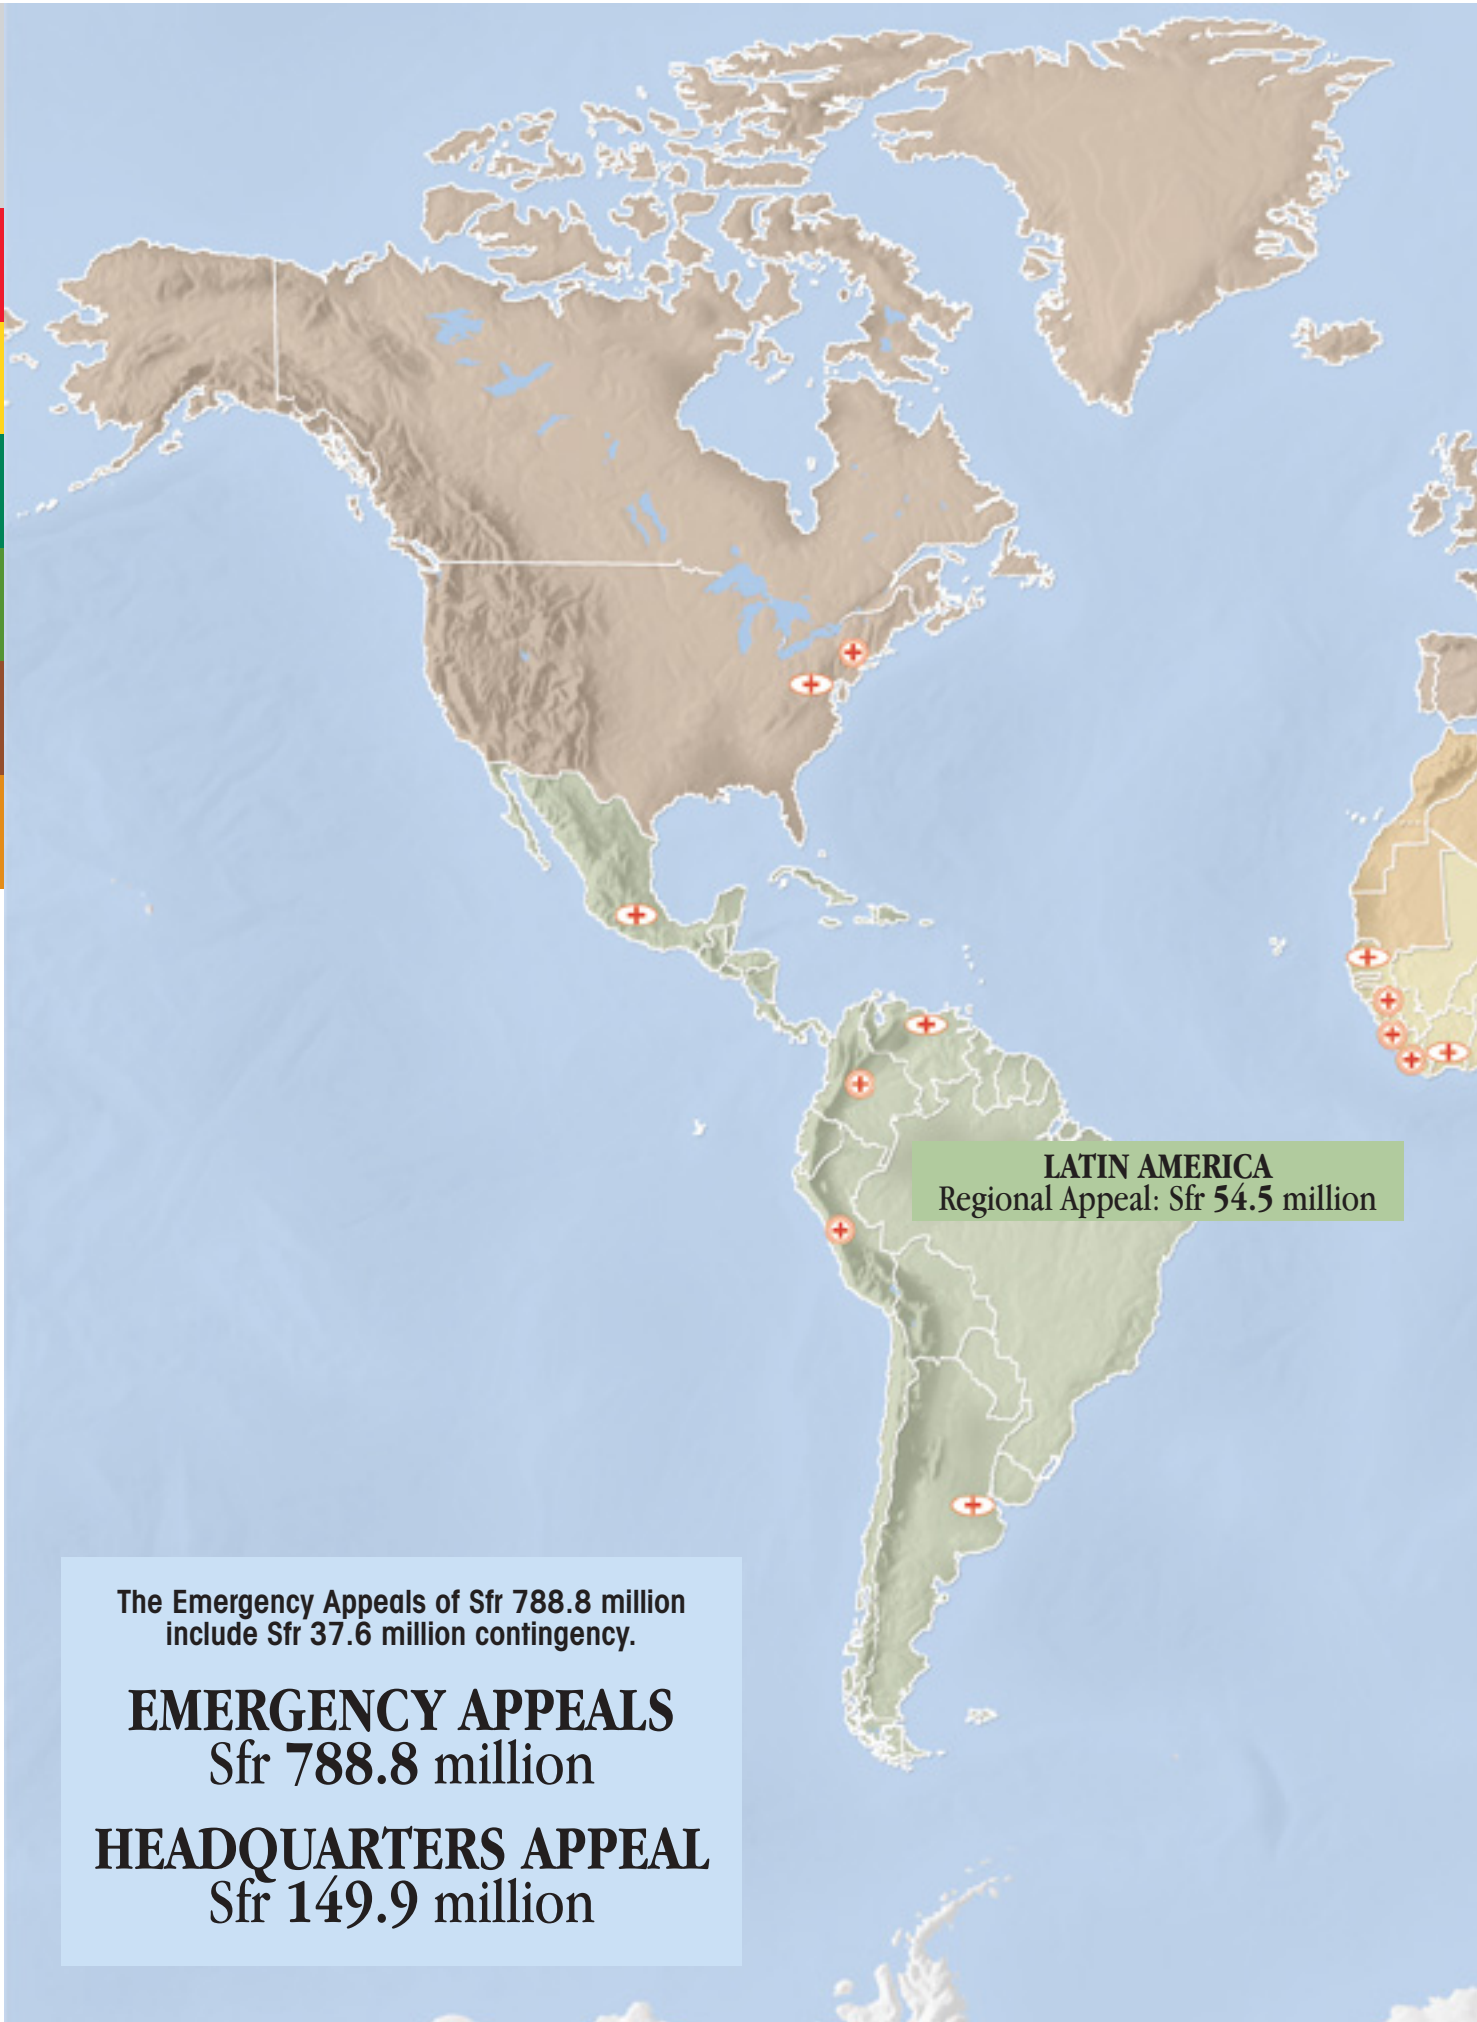 LATIN AMERICA
Regional Appeal: Sfr 54.5 million
The Emergency Appeals of Sfr 788.8 million
include Sfr 37.6 million contingency.
EMERGENCY APPEALS
Sfr 788.8 million
HEADQUARTERS APPEAL
Sfr 149.9 million